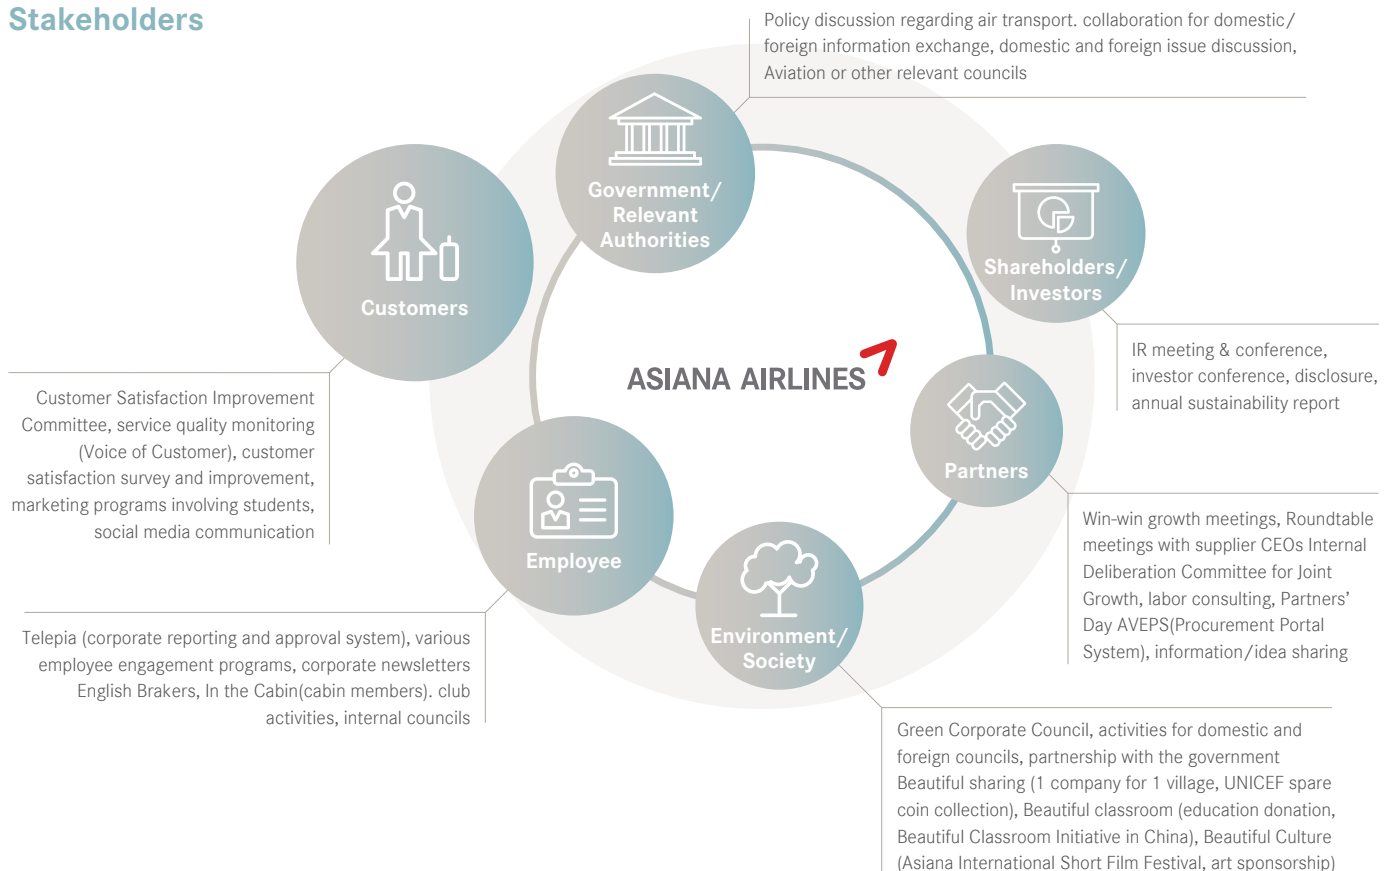 Stakeholders
Policy discussion regarding air transport. collaboration for domestic/
foreign information exchange, domestic and foreign issue discussion,
Aviation or other relevant councils
Government/
Relevant
Authorities
Customers
Shareholders/
Investors
ASIANA AIRLINES
IR meeting & conference,
investor conference, disclosure,
annual sustainability report
Customer Satisfaction Improvement
Committee, service quality monitoring
(Voice of Customer), customer
satisfaction survey and improvement,
marketing programs involving students,
social media communication
Partners
Employee
Win-win growth meetings, Roundtable
meetings with supplier CEOs Internal
Deliberation Committee for Joint
Growth, labor consulting, Partners’
Day AVEPS(Procurement Portal
System), information/idea sharing
Environment/
Society
Telepia (corporate reporting and approval system), various
employee engagement programs, corporate newsletters
English Brakers, In the Cabin(cabin members). club
activities, internal councils
Green Corporate Council, activities for domestic and
foreign councils, partnership with the government
Beautiful sharing (1 company for 1 village, UNICEF spare
coin collection), Beautiful classroom (education donation,
Beautiful Classroom Initiative in China), Beautiful Culture
(Asiana International Short Film Festival, art sponsorship)